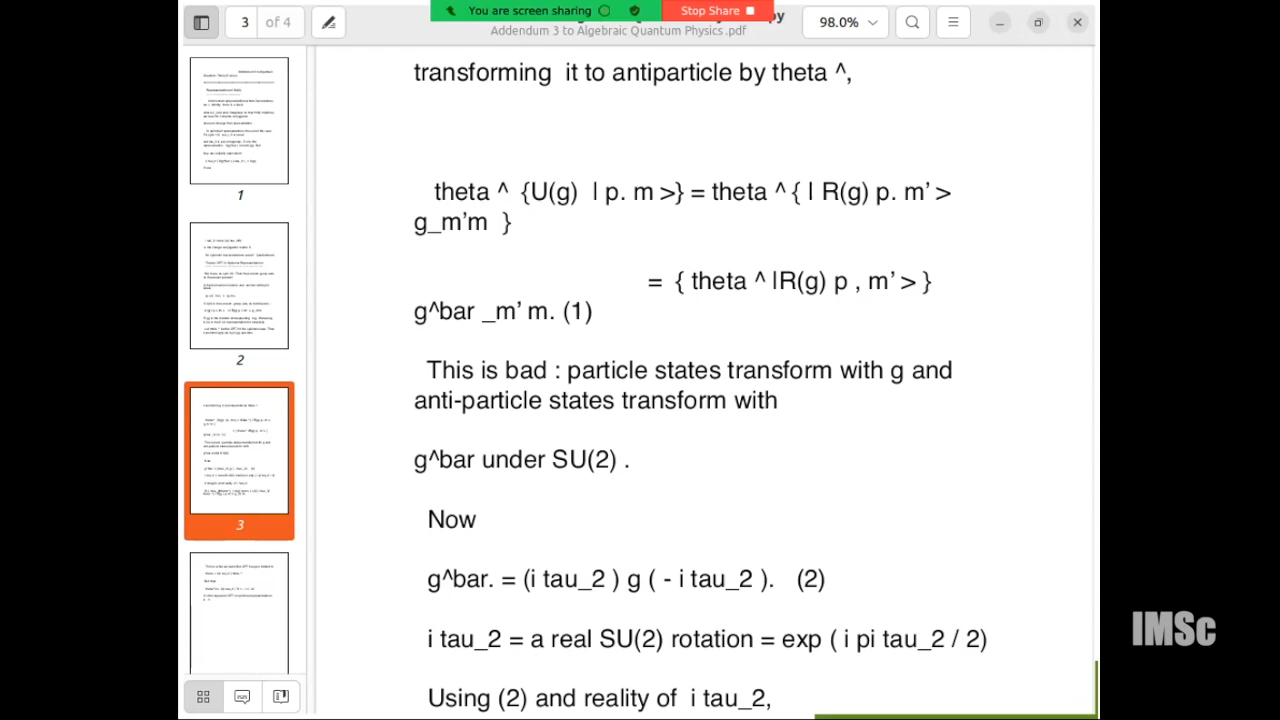 You are screen sharing
Stop Share
3 of 4
py
Addendum 3 to Algebraic Quantum Physics.pdf
98.0%
1
2
3
transforming it to antiparticle by theta ^,
theta ^ {U(g) | p. m >} = theta ^ { | R(g) p. m’ >
g_m’m }
= { theta ^ |R(g) p , m’ > }
g^bar _m’ m. (1)
This is bad : particle states transform with g and
anti-particle states transform with
g^bar under SU(2) .
Now
g^bar. = (i tau_2 ) g ( - i tau_2 ). (2)
i tau_2 = a real SU(2) rotation = exp ( i pi tau_2 / 2)
Using (2) and reality of i tau_2,
IMSc